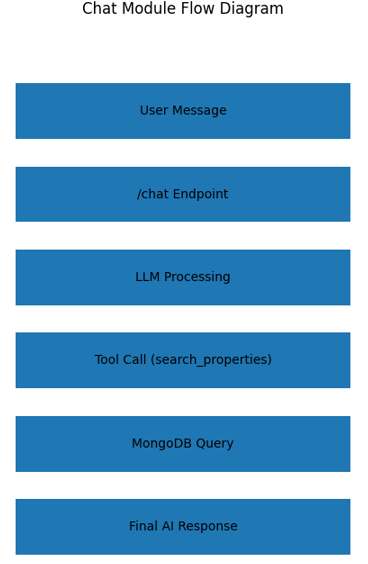 Chat Module Flow Diagram
User Message
/chat Endpoint
LLM Processing
Tool Call (search_properties)
MongoDB Query
Final AI Response